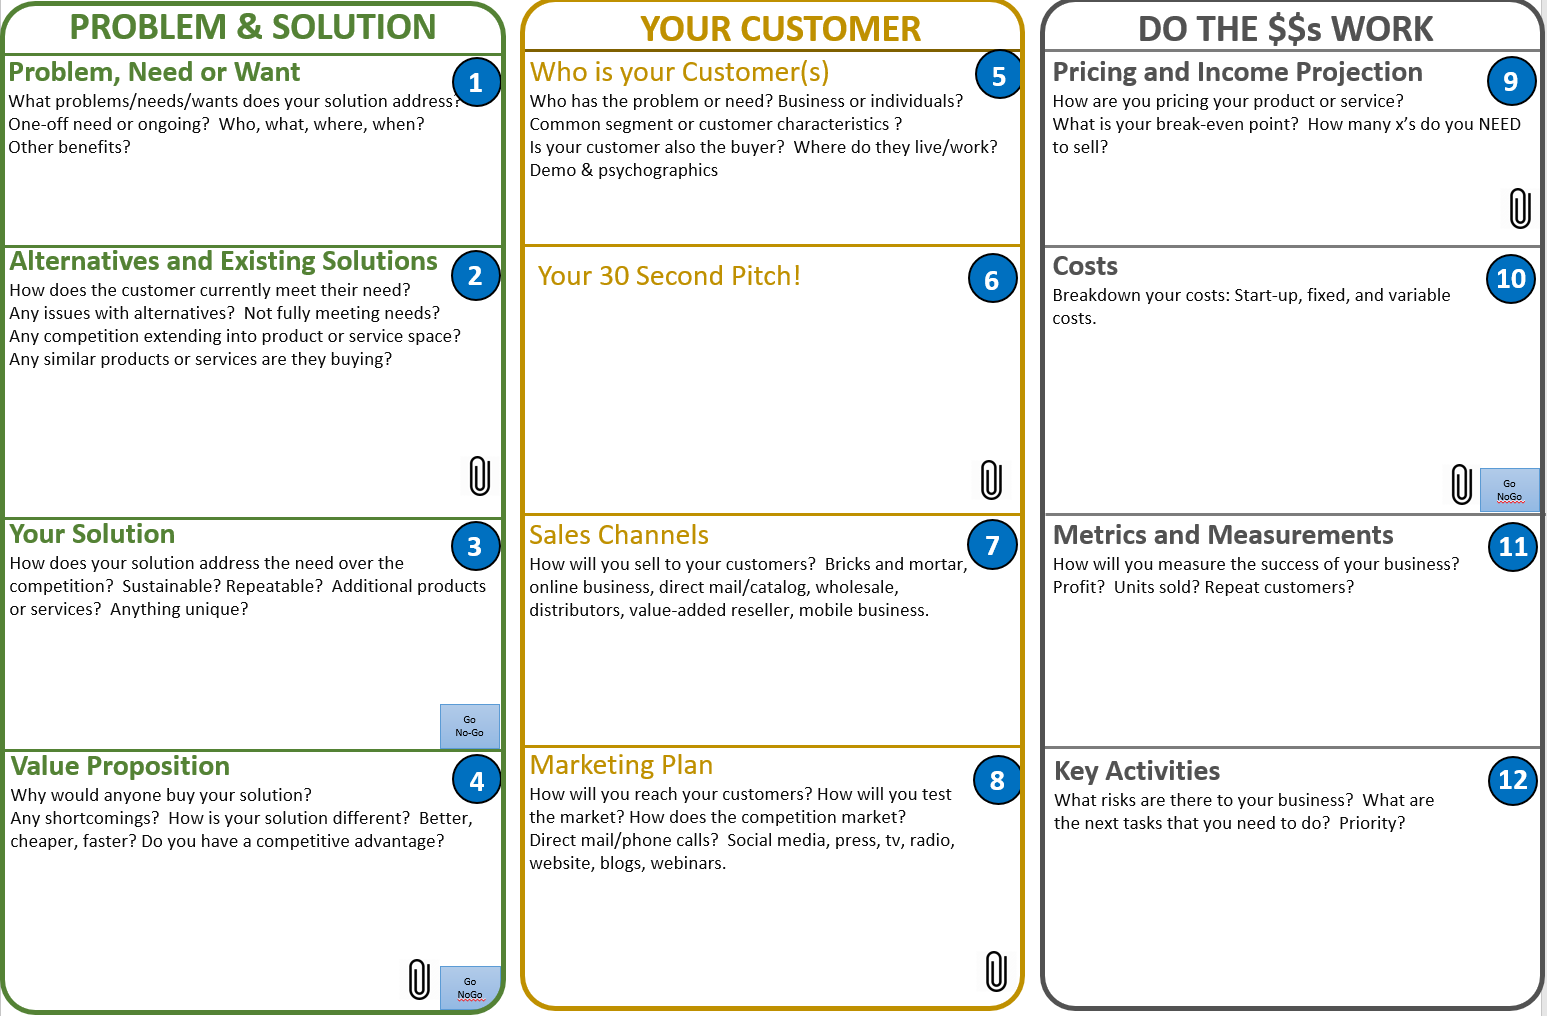 PROBLEM & SOLUTION
Problem, Need or Want
1
What problems/needs/wants does your solution address?
One-off need or ongoing?  Who, what, where, when?
Other benefits?
Alternatives and Existing Solutions
2
How does the customer currently meet their need?
Any issues with alternatives?  Not fully meeting needs?
Any competition extending into product or service space?
Any similar products or services are they buying?
Your Solution
3
How does your solution address the need over the
competition?  Sustainable? Repeatable?  Additional products
or services?  Anything unique?
Go
No-Go
Value Proposition
4
Why would anyone buy your solution?
Any shortcomings?  How is your solution different?  Better,
cheaper, faster? Do you have a competitive advantage?
Go
NoGo
YOUR CUSTOMER
Who is your Customer(s)
5
Who has the problem or need? Business or individuals?
Common segment or customer characteristics ?
Is your customer also the buyer?  Where do they live/work?
Demo & psychographics
Your 30 Second Pitch!
6
Sales Channels
7
How will you sell to your customers?  Bricks and mortar,
online business, direct mail/catalog, wholesale,
distributors, value-added reseller, mobile business.
Marketing Plan
8
How will you reach your customers? How will you test
the market? How does the competition market?
Direct mail/phone calls?  Social media, press, tv, radio,
website, blogs, webinars.
DO THE $$s WORK
Pricing and Income Projection
9
How are you pricing your product or service?
What is your break-even point?  How many x's do you NEED
to sell?
Costs
10
Breakdown your costs: Start-up, fixed, and variable
costs.
Go
NoGo
Metrics and Measurements
11
How will you measure the success of your business?
Profit?  Units sold? Repeat customers?
Key Activities
12
What risks are there to your business?  What are
the next tasks that you need to do?  Priority?